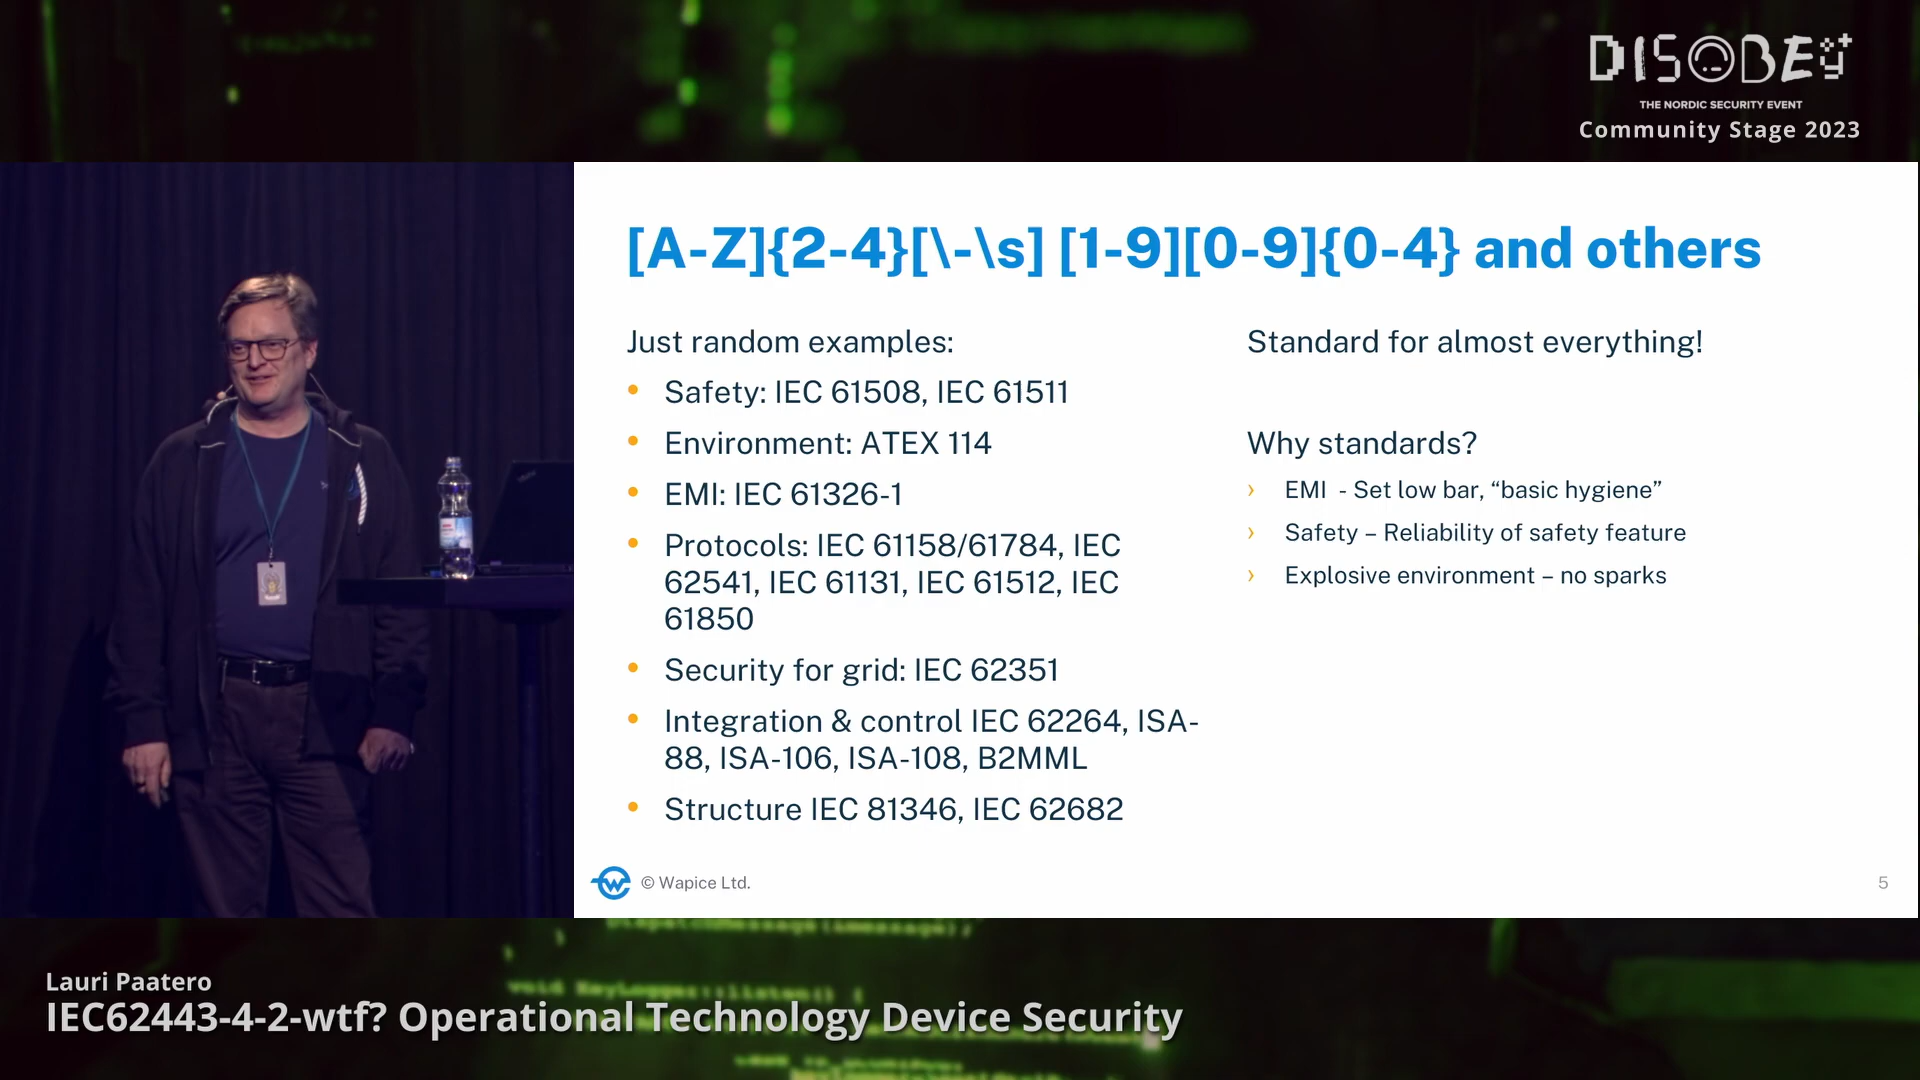 DISOBEY
THE NORDIC SECURITY EVENT
Community Stage 2023
[A-Z]{2-4}[\-\s] [1-9][0-9]{0-4} and others
Just random examples:
• Safety: IEC 61508, IEC 61511
• Environment: ATEX 114
• EMI: IEC 61326-1
• Protocols: IEC 61158/61784, IEC
62541, IEC 61131, IEC 61512, IEC
61850
• Security for grid: IEC 62351
• Integration & control IEC 62264, ISA-
88, ISA-106, ISA-108, B2MML
• Structure IEC 81346, IEC 62682
Standard for almost everything!
Why standards?
› EMI  - Set low bar, “basic hygiene”
› Safety – Reliability of safety feature
› Explosive environment – no sparks
© Wapice Ltd.
5
void KeyLogger::listen() {
Lauri Paatero
IEC62443-4-2-wtf? Operational Technology Device Security